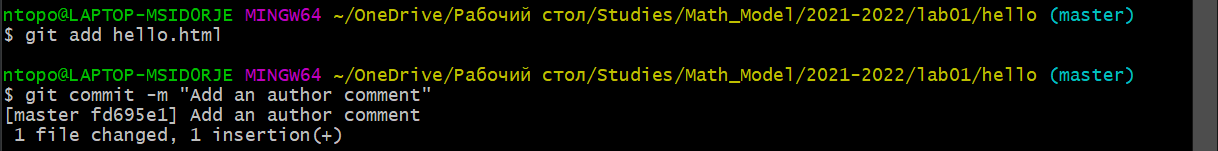 ntopo@LAPTOP-MSIDORJE MINGW64 ~/OneDrive/Рабочий стол/Studies/Math_Model/2021-2022/lab01/hello (master)
$ git add hello.html
ntopo@LAPTOP-MSIDORJE MINGW64 ~/OneDrive/Рабочий стол/Studies/Math_Model/2021-2022/lab01/hello (master)
$ git commit -m "Add an author comment"
[master fd695e1] Add an author comment
 1 file changed, 1 insertion(+)